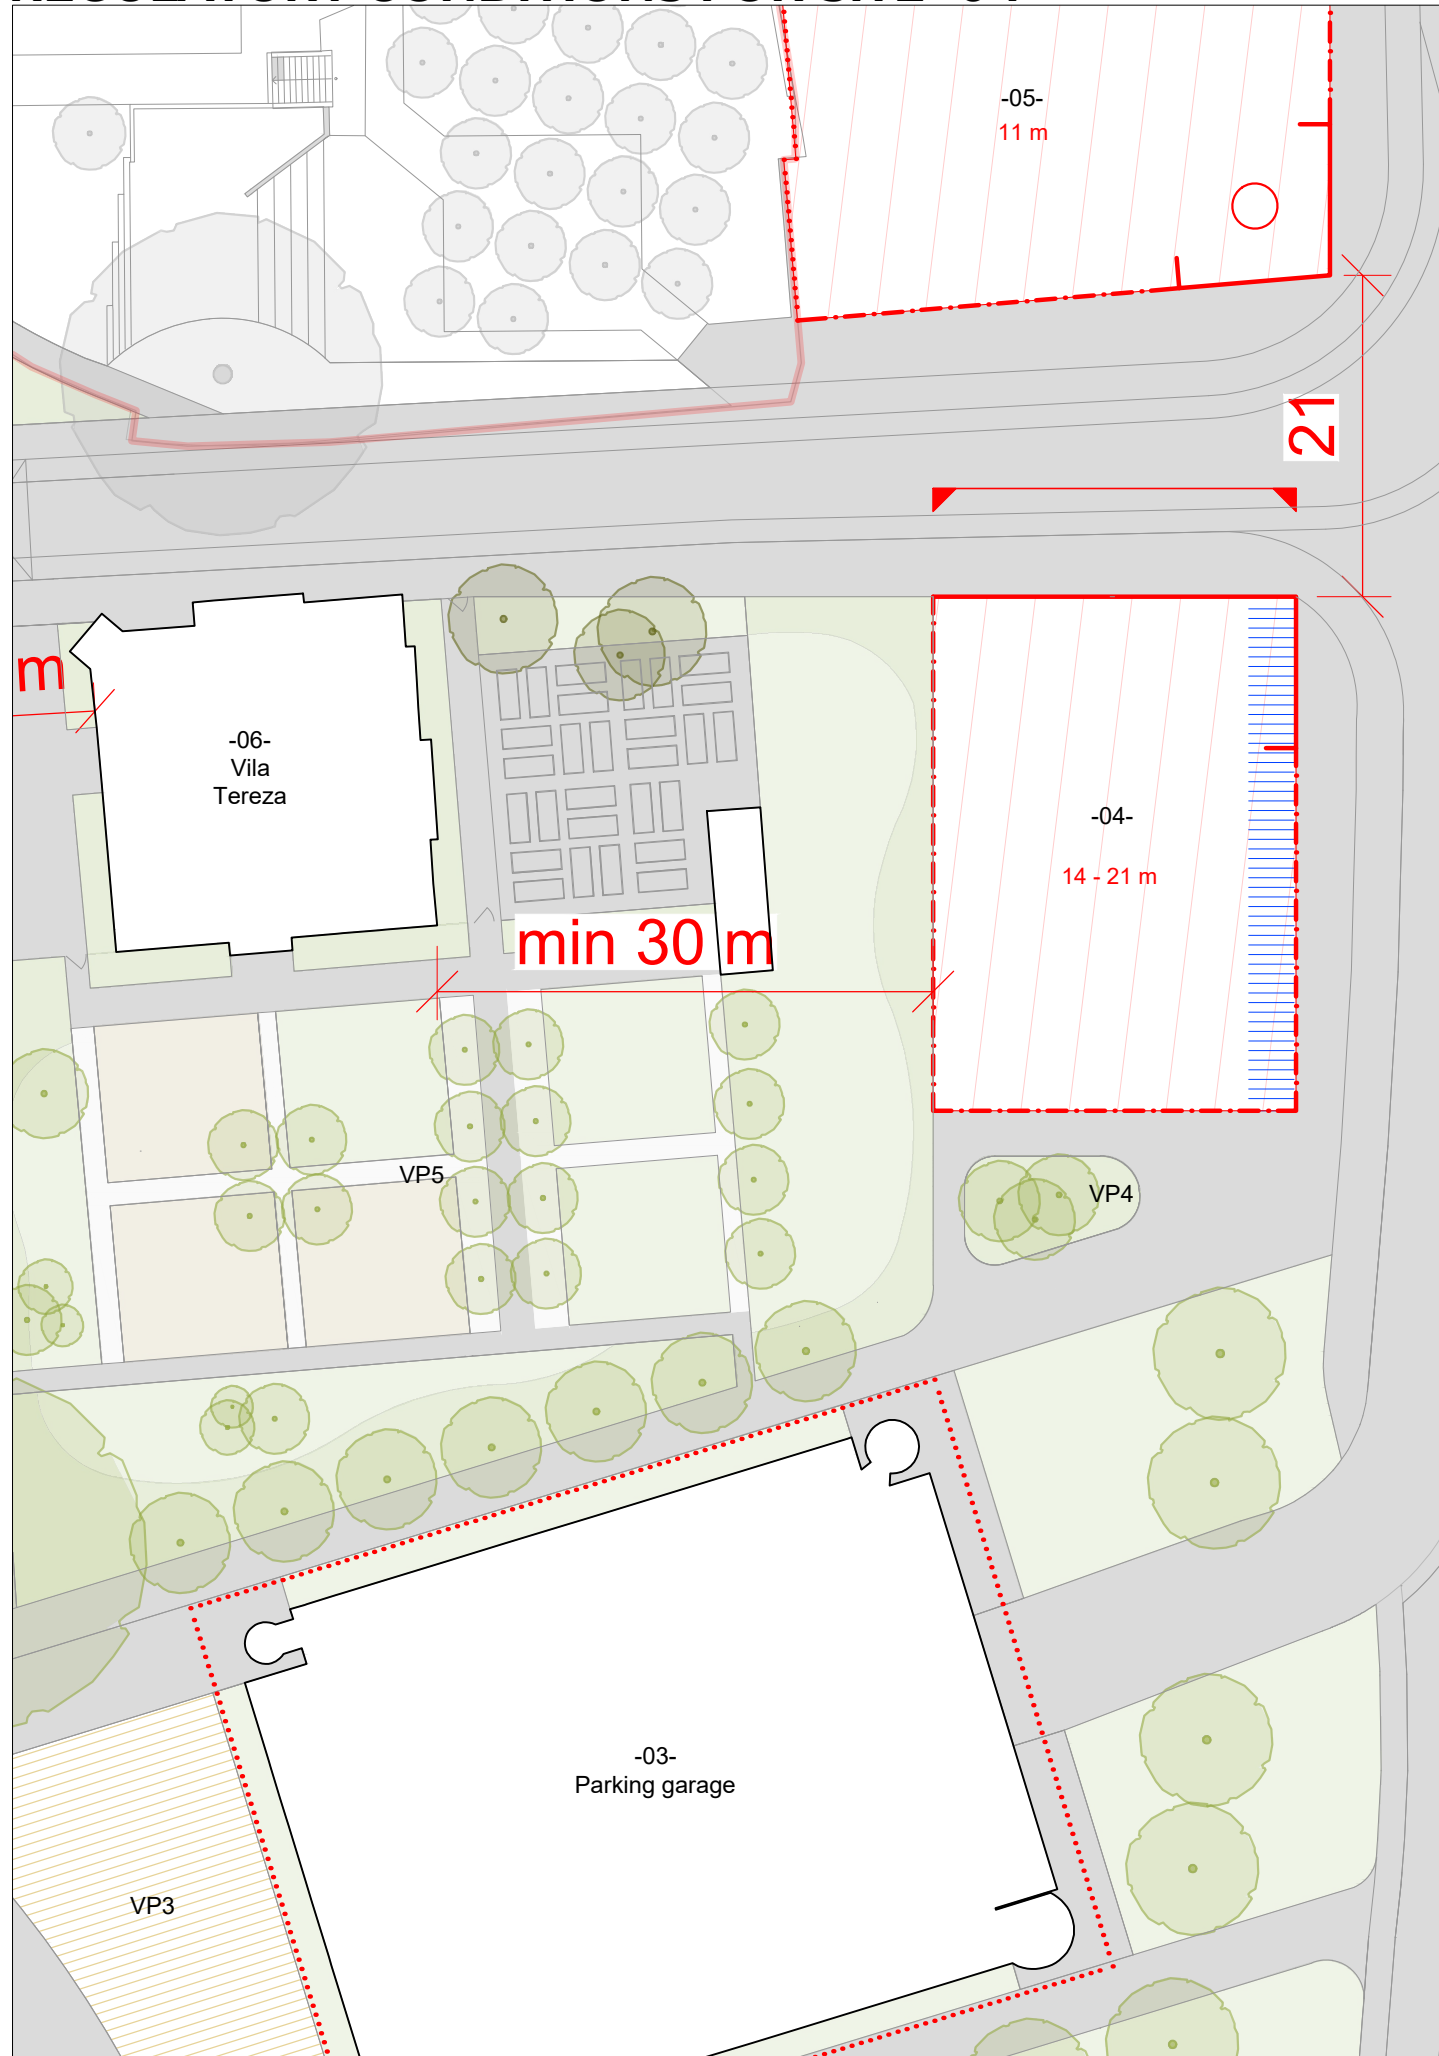 -05-
11 m
21
m
-06-
Vila
Tereza
-04-
14 - 21 m
min 30 m
VP5
VP4
-03-
Parking garage
VP3